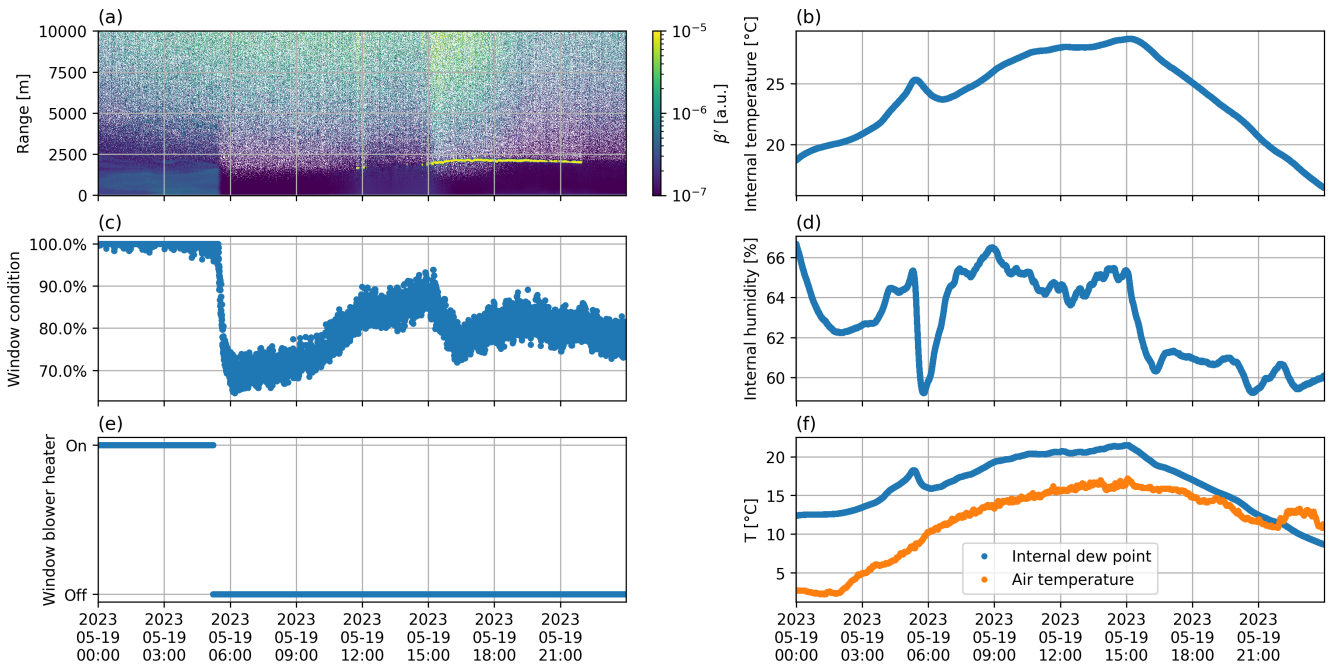 (a)
10000
7500
5000
2500
0
Range [m]
10⁻⁵
10⁻⁶
10⁻⁷
β′ [a.u.]
(b)
25
20
Internal temperature [°C]
(c)
100.0%
90.0%
80.0%
70.0%
Window condition
(d)
66
64
62
60
Internal humidity [%]
(e)
On
Off
Window blower heater
2023 2023 2023 2023 2023 2023 2023 2023
05-19 05-19 05-19 05-19 05-19 05-19 05-19 05-19
00:00 03:00 06:00 09:00 12:00 15:00 18:00 21:00
(f)
20
15
10
5
T [°C]
Internal dew point
Air temperature
2023 2023 2023 2023 2023 2023 2023 2023
05-19 05-19 05-19 05-19 05-19 05-19 05-19 05-19
00:00 03:00 06:00 09:00 12:00 15:00 18:00 21:00